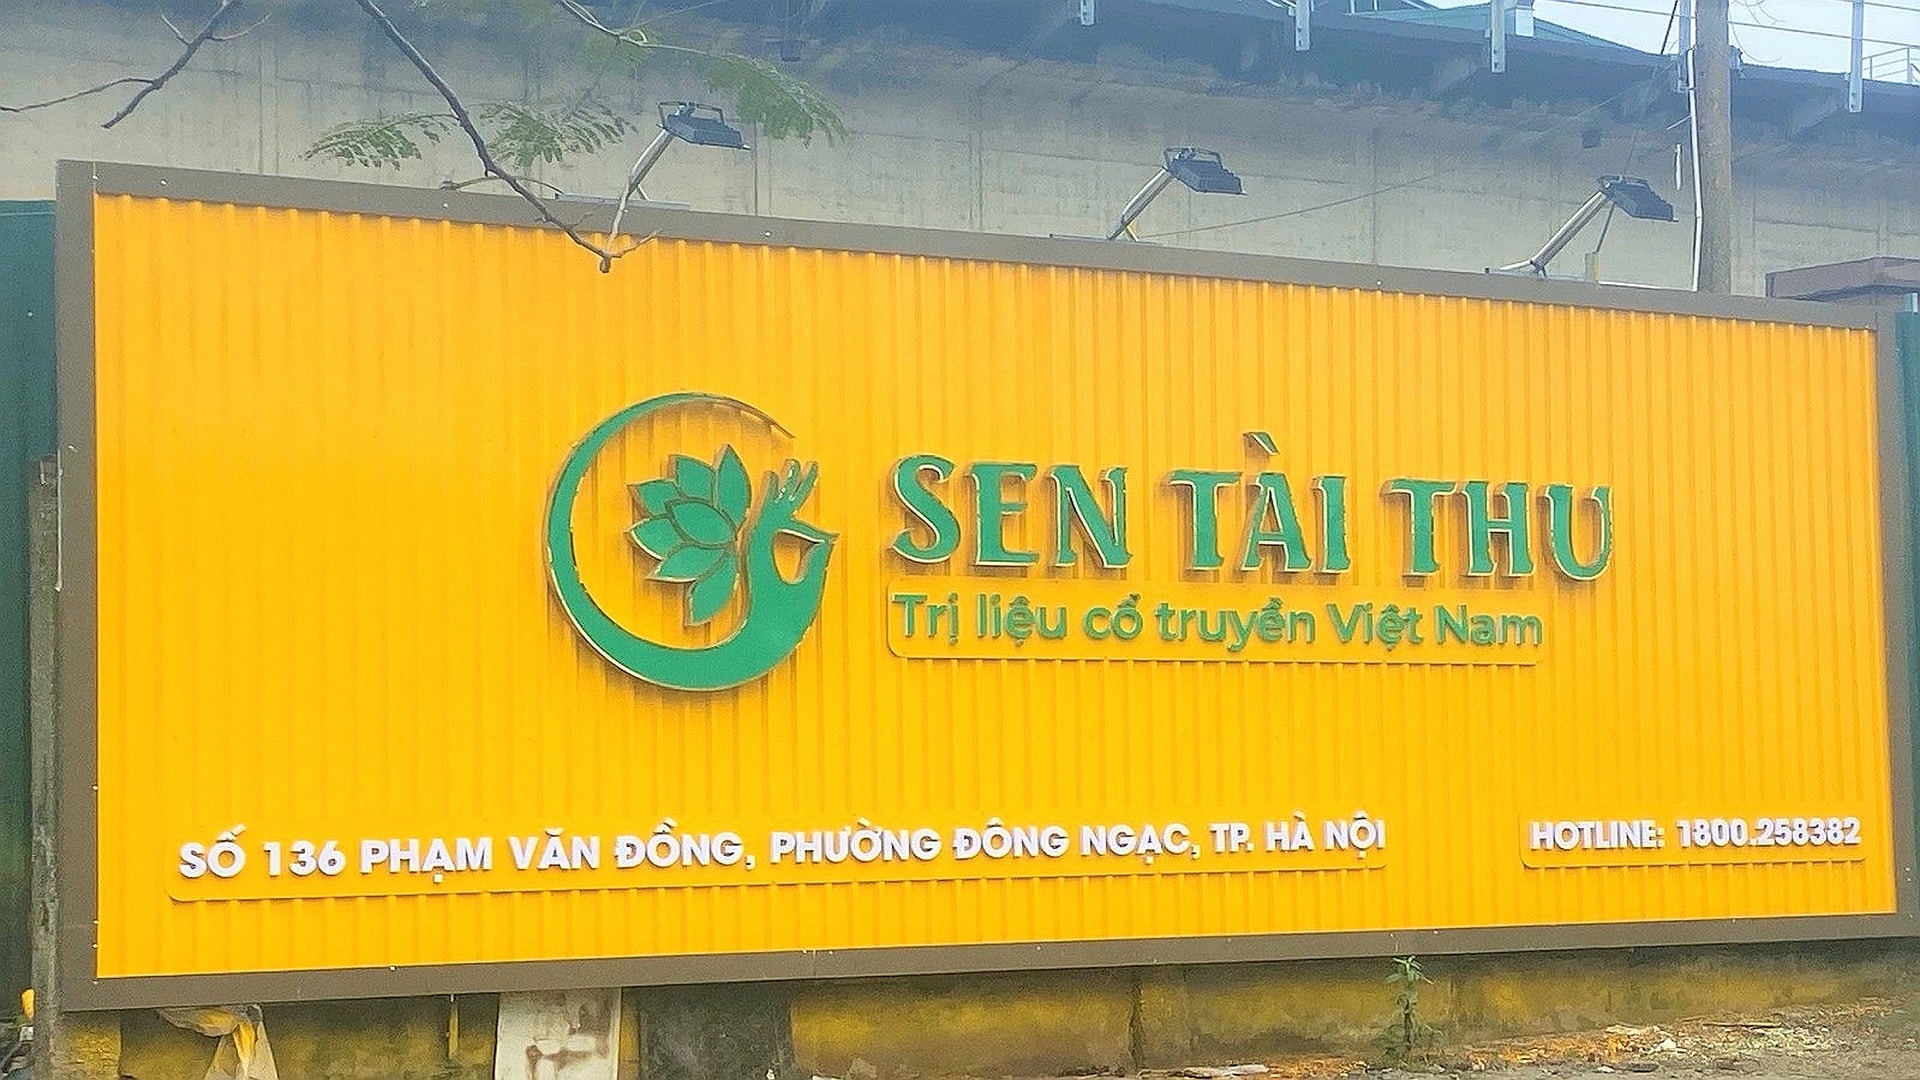 SEN TÀI THU
Trị liệu cổ truyền Việt Nam
SỐ 136 PHẠM VĂN ĐỒNG, PHƯỜNG ĐÔNG NGẠC, TP. HÀ NỘI
HOTLINE: 1800.258382